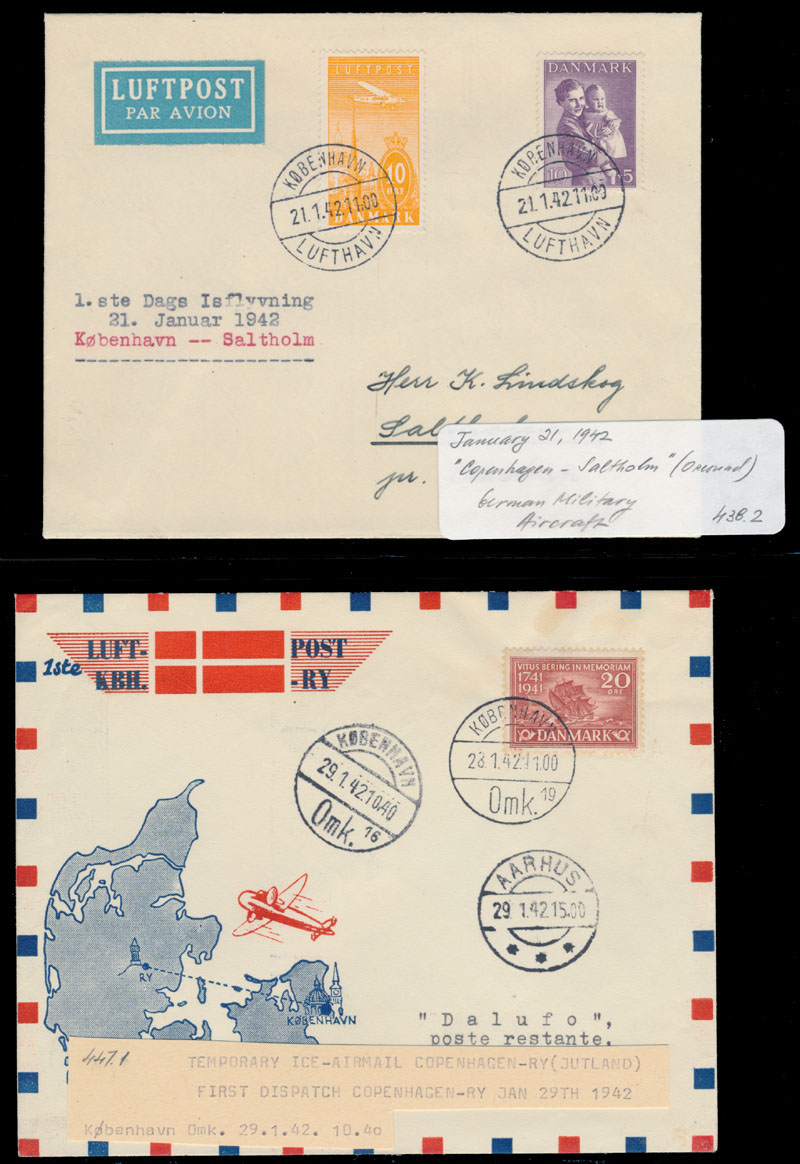 LUFTPOST
PAR AVION
LUFTPOST
10
ØRE
DANMARK
DANMARK
10
+5
KØBENHAVN
21.1.42.11.00
LUFTHAVN
KØBENHAVN
21.1.42.11.00
LUFTHAVN
1.ste Dags Isflyvning
21. Januar 1942
København -- Saltholm
Herr K. Lindskog
pr.
January 21, 1942
"Copenhagen - Saltholm" (Oresund)
German Military
Aircraft
438.2
1ste LUFT- POST
KBH. -RY
VITUS BERING IN MEMORIAM
1741
1941
20
ØRE
DANMARK
KØBENHAVN
29.1.42.10.40
Omk. 16
KØBENHAVN
28.1.42.11.00
Omk. 19
AARHUS
29.1.42.15.00
RY
KØBENHAVN
"Dalufo",
poste restante.
447.1
TEMPORARY ICE-AIRMAIL COPENHAGEN-RY(JUTLAND)
FIRST DISPATCH COPENHAGEN-RY JAN 29TH 1942
København Omk. 29.1.42. 10.40